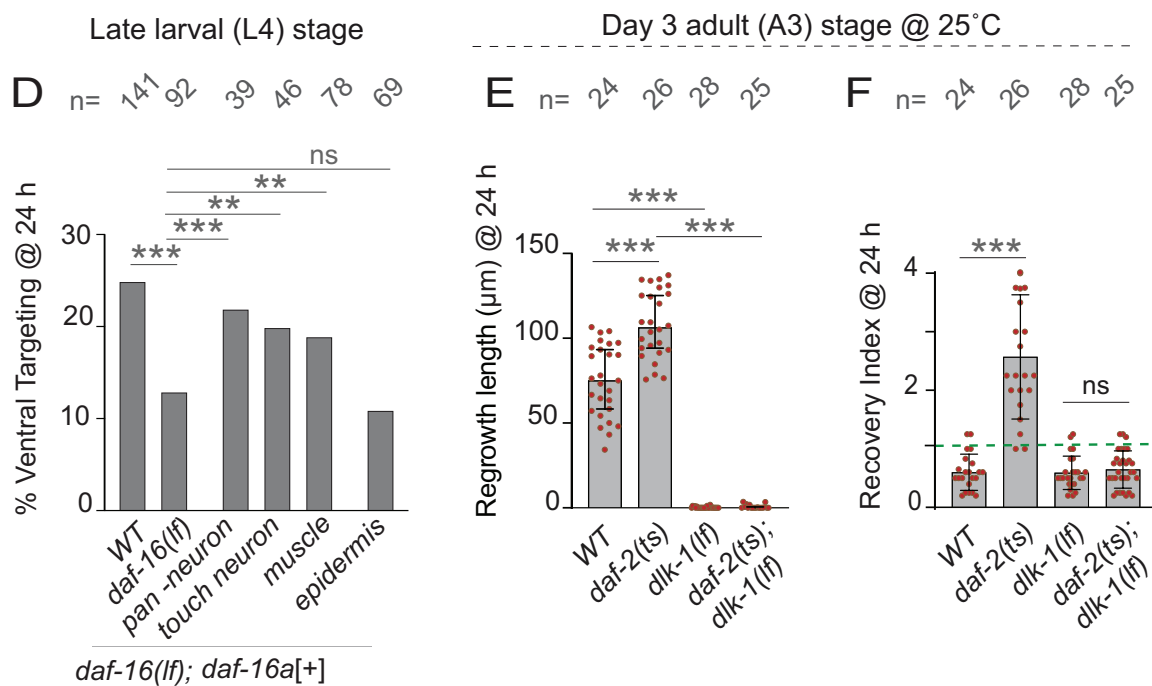 Late larval (L4) stage
Day 3 adult (A3) stage @ 25˚C
D
n= 141 92 39 46 78 69
ns
**
**
***
***
% Ventral Targeting @ 24 h
30
20
10
0
WT
daf-16(lf)
pan -neuron
touch neuron
muscle
epidermis
daf-16(lf); daf-16a[+]
E
n= 24 26 28 25
***
***
***
Regrowth length (µm) @ 24 h
150
100
50
0
WT
daf-2(ts)
dlk-1(lf)
daf-2(ts);
dlk-1(lf)
F
n= 24 26 28 25
***
ns
Recovery Index @ 24 h
4
2
0
WT
daf-2(ts)
dlk-1(lf)
daf-2(ts);
dlk-1(lf)